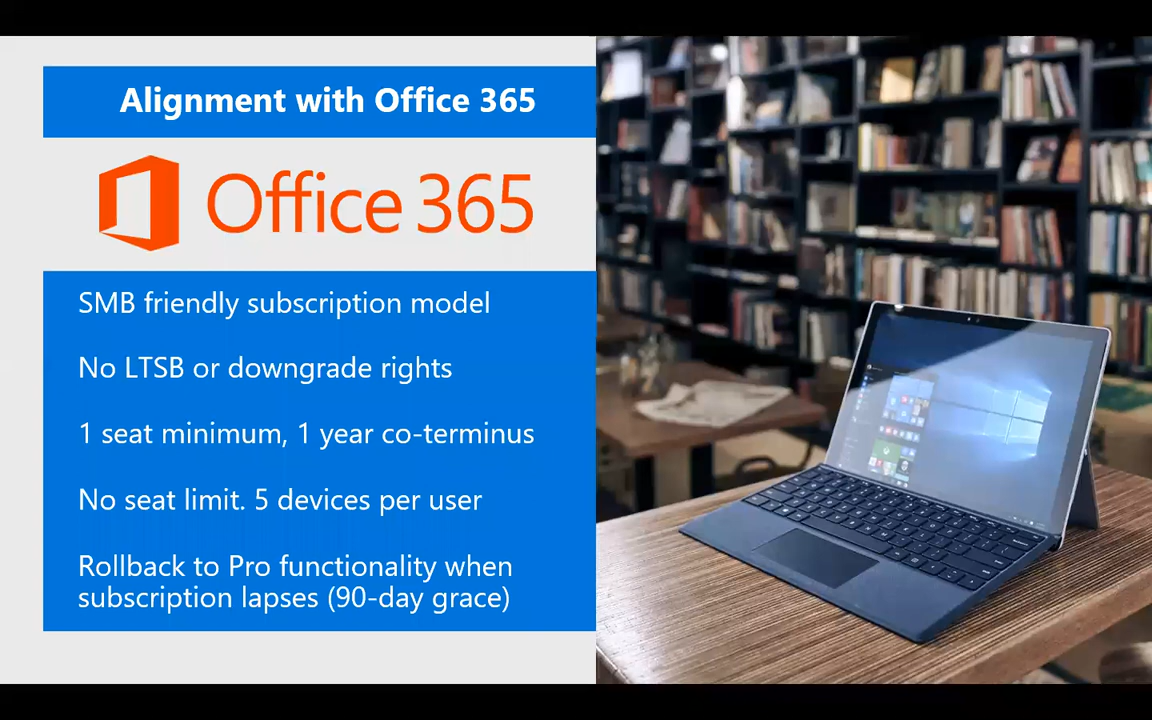 Alignment with Office 365
Office 365
SMB friendly subscription model
No LTSB or downgrade rights
1 seat minimum, 1 year co-terminus
No seat limit. 5 devices per user
Rollback to Pro functionality when
subscription lapses (90-day grace)